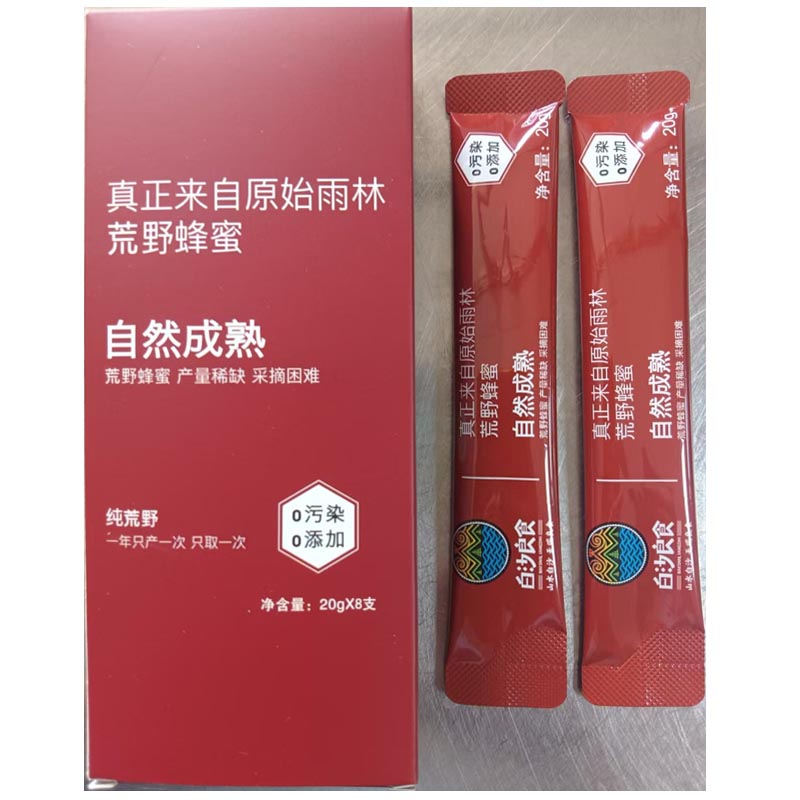 真正来自原始雨林
荒野蜂蜜
自然成熟
荒野蜂蜜 产量稀缺 采摘困难
纯荒野
一年只产一次 只取一次
0污染
0添加
净含量：20gX8支
0污染
0添加
净含量：20g
真正来自原始雨林
荒野蜂蜜
自然成熟
荒野蜂蜜 产量稀缺 采摘困难
白沙良食
0污染
0添加
净含量：20g
真正来自原始雨林
荒野蜂蜜
自然成熟
荒野蜂蜜 产量稀缺 采摘困难
白沙良食